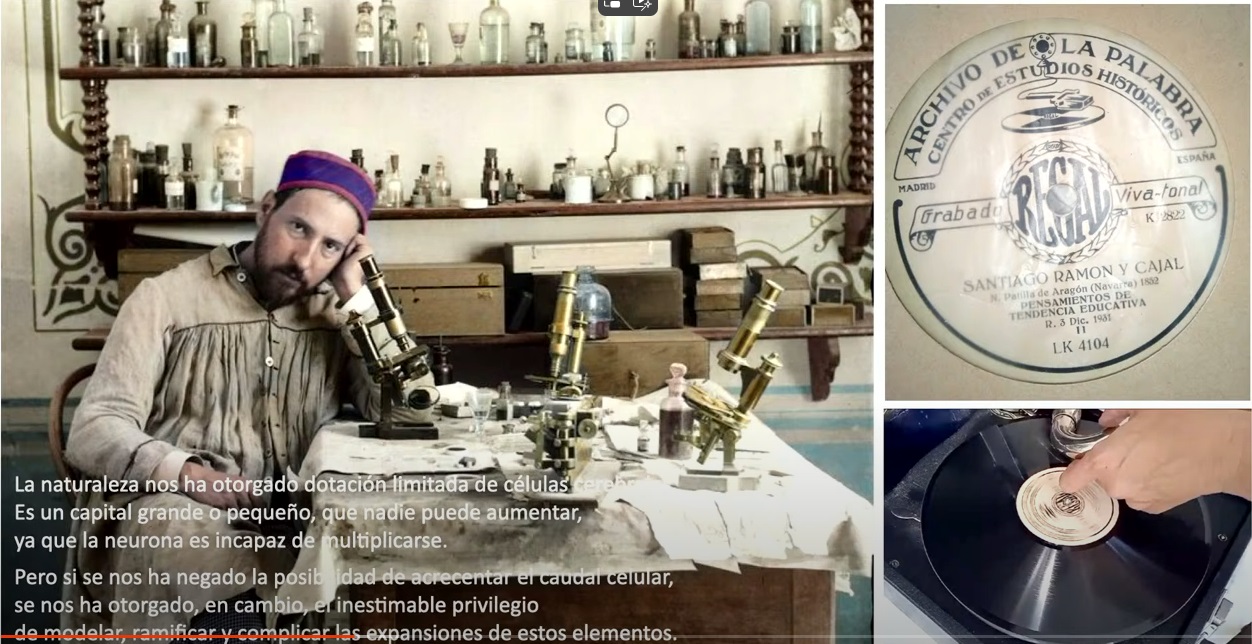 La naturaleza nos ha otorgado dotación limitada de células
Es un capital grande o pequeño, que nadie puede aumentar,
ya que la neurona es incapaz de multiplicarse.
Pero si se nos ha negado la posibilidad de acrecentar el caudal celular,
se nos ha otorgado, en cambio, el inestimable privilegio
de modelar, ramificar y complicar las expansiones de estos elementos.
ARCHIVO DE LA PALABRA
CENTRO DE ESTUDIOS HISTÓRICOS
MADRID
ESPAÑA
Grabado
REGAL
Viva-tonal
K 2822
SANTIAGO RAMON Y CAJAL
N. Patilla de Aragón (Navarra) 1852
PENSAMIENTOS DE
TENDENCIA EDUCATIVA
R. 3 Dic. 1931
II
LK 4104